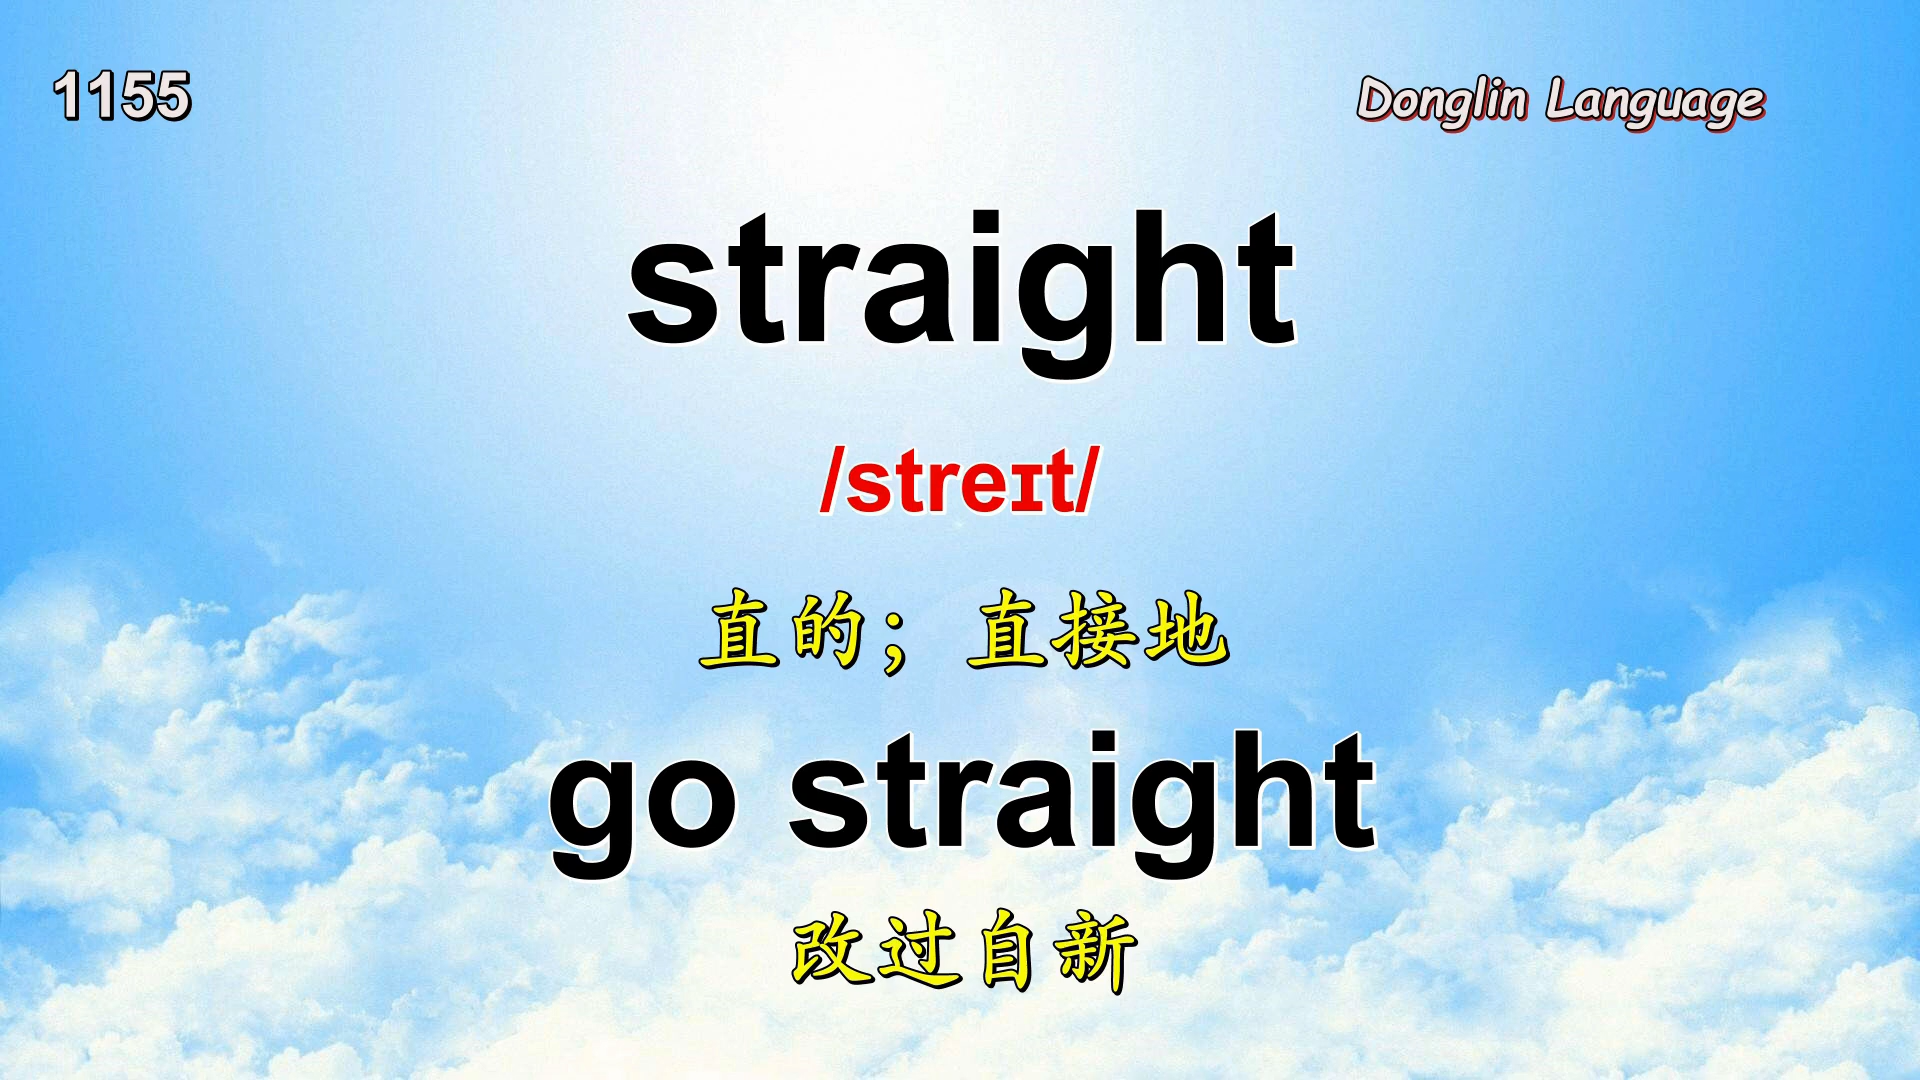 1155
Donglin Language
straight
/streɪt/
直的；直接地
go straight
改过自新